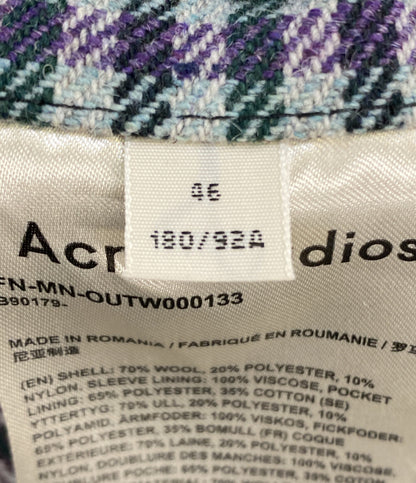 46
180/92A
Acn dios
FN-MN-OUTW000133
B90179-
MADE IN ROMANIA / FABRIQUÉ EN ROUMANIE / 罗马
尼亚制造
(EN) SHELL: 70% WOOL, 20% POLYESTER, 10%
NYLON, SLEEVE LINING: 100% VISCOSE, POCKET
LINING: 65% POLYESTER, 35% COTTON (SE)
YTTERTYG: 70% ULL, 20% POLYESTER, 10%
POLYAMID, ÄRMFODER: 100% VISKOS, FICKFODER:
65% POLYESTER, 35% BOMULL (FR) COQUE
70% LAINE, 20% POLYESTER, 10%
NYLON, DOUBLURE DES MANCHES: 100% VISCOSE,
DOUBLURE POCHE 65% POLYESTER, 35%